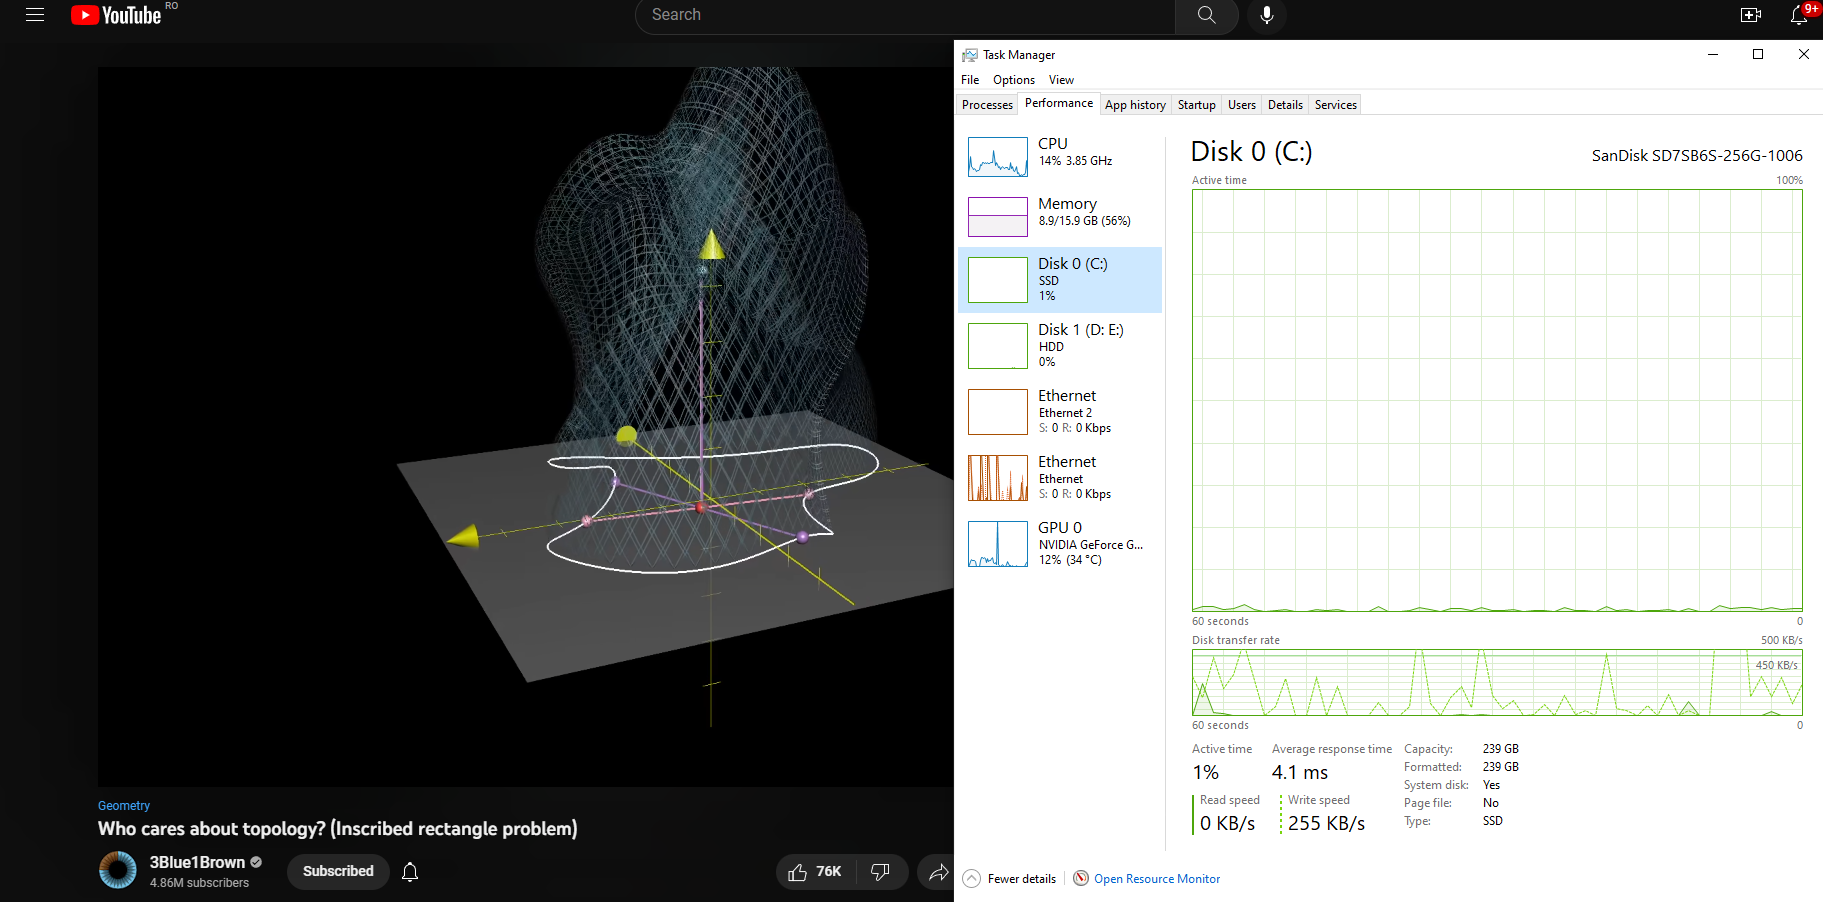 YouTube RO
Search
9+
Task Manager
File Options View
Processes Performance App history Startup Users Details Services
CPU
14% 3.85 GHz
Memory
8.9/15.9 GB (56%)
Disk 0 (C:)
SSD
1%
Disk 1 (D: E:)
HDD
0%
Ethernet
Ethernet 2
S: 0 R: 0 Kbps
Ethernet
Ethernet
S: 0 R: 0 Kbps
GPU 0
NVIDIA GeForce G...
12% (34 °C)
Disk 0 (C:)
SanDisk SD7SB6S-256G-1006
Active time 100%
60 seconds 0
Disk transfer rate 500 KB/s
450 KB/s
60 seconds 0
Active time Average response time
1% 4.1 ms
Read speed Write speed
0 KB/s 255 KB/s
Capacity: 239 GB
Formatted: 239 GB
System disk: Yes
Page file: No
Type: SSD
Fewer details Open Resource Monitor
Geometry
Who cares about topology? (Inscribed rectangle problem)
3Blue1Brown
4.86M subscribers
Subscribed
76K